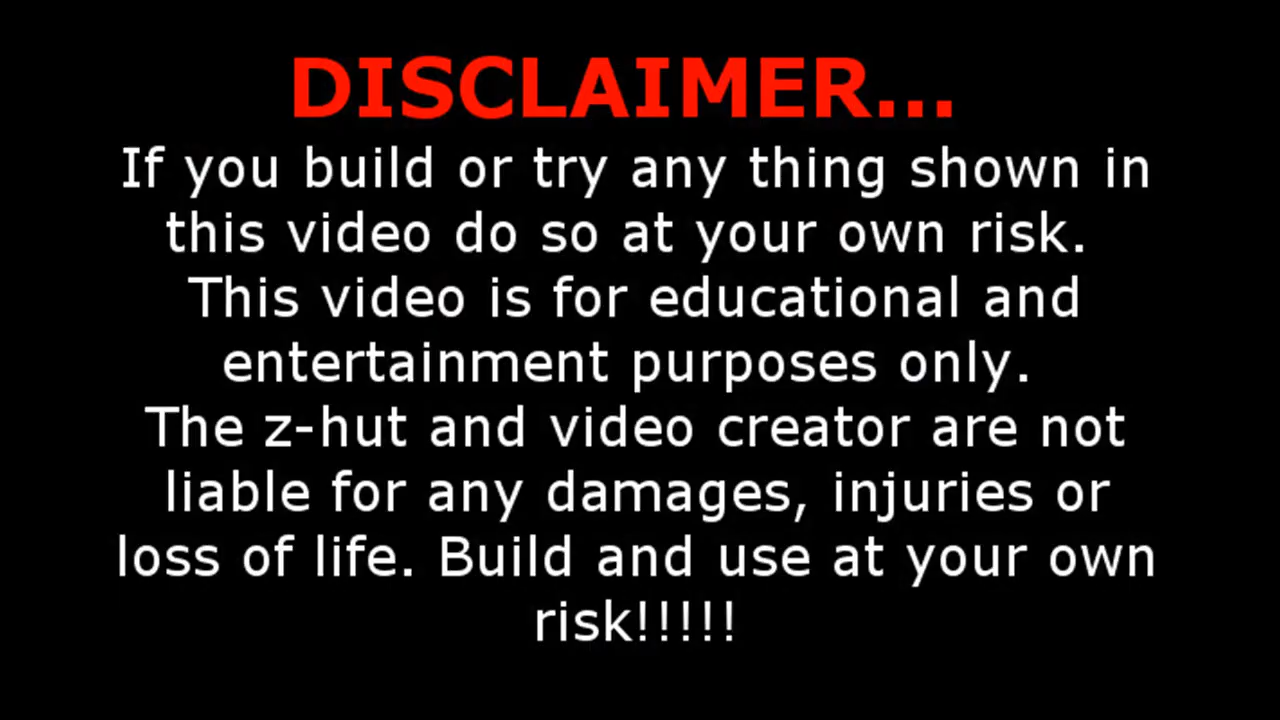 DISCLAIMER...
If you build or try any thing shown in
this video do so at your own risk.
This video is for educational and
entertainment purposes only.
The z-hut and video creator are not
liable for any damages, injuries or
loss of life. Build and use at your own
risk!!!!!